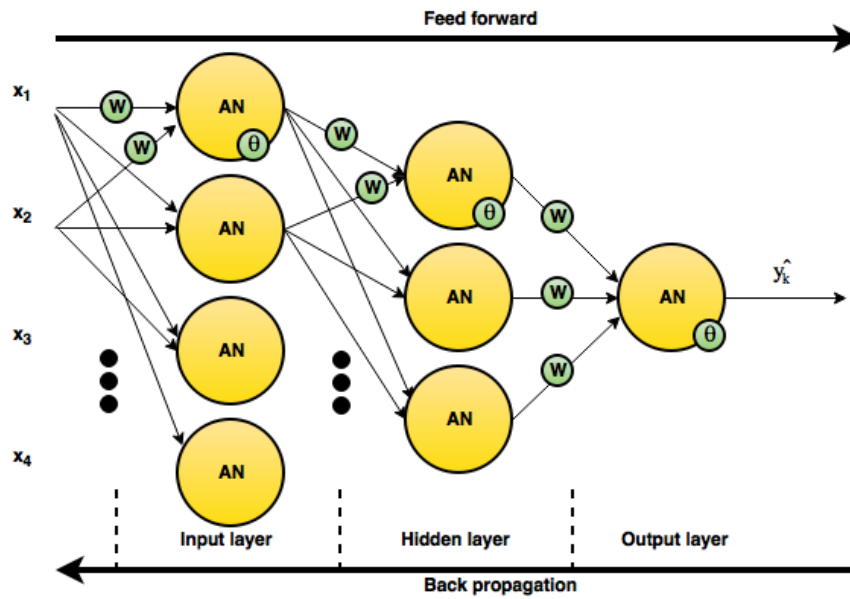 Feed forward
x1
W
AN
W
θ
W
AN
W
x2
AN
θ
W
AN
W
AN
θ
ŷk
x3
AN
W
AN
x4
AN
Input layer
Hidden layer
Output layer
Back propagation